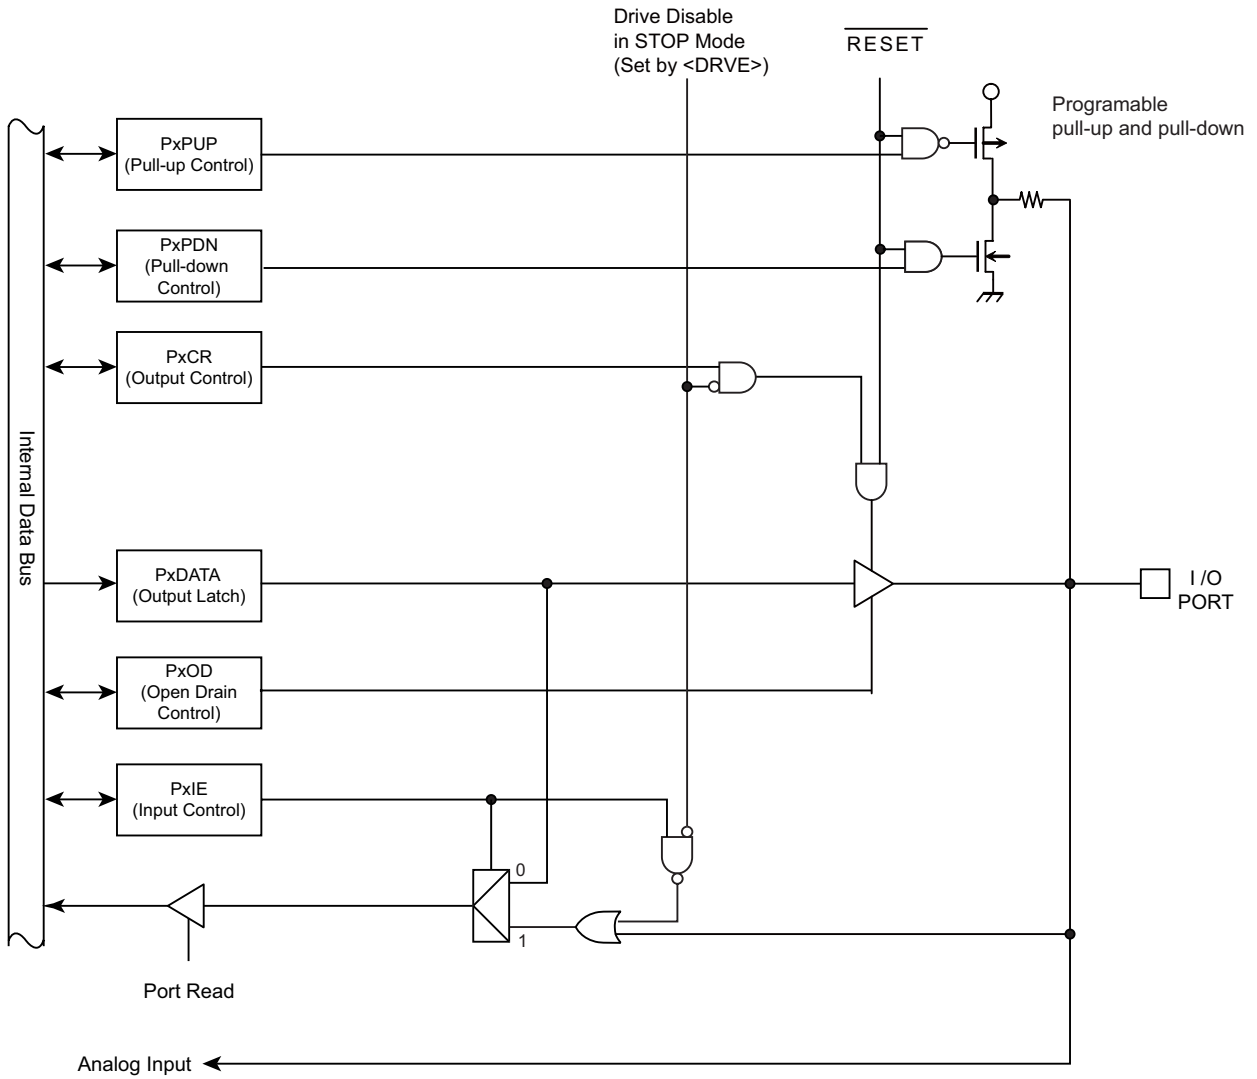 Drive Disable
in STOP Mode
(Set by <DRVE>)
RESET
Programable
pull-up and pull-down
PxPUP
(Pull-up Control)
PxPDN
(Pull-down
Control)
PxCR
(Output Control)
Internal Data Bus
PxDATA
(Output Latch)
I /O
PORT
PxOD
(Open Drain
Control)
PxIE
(Input Control)
0
1
Port Read
Analog Input